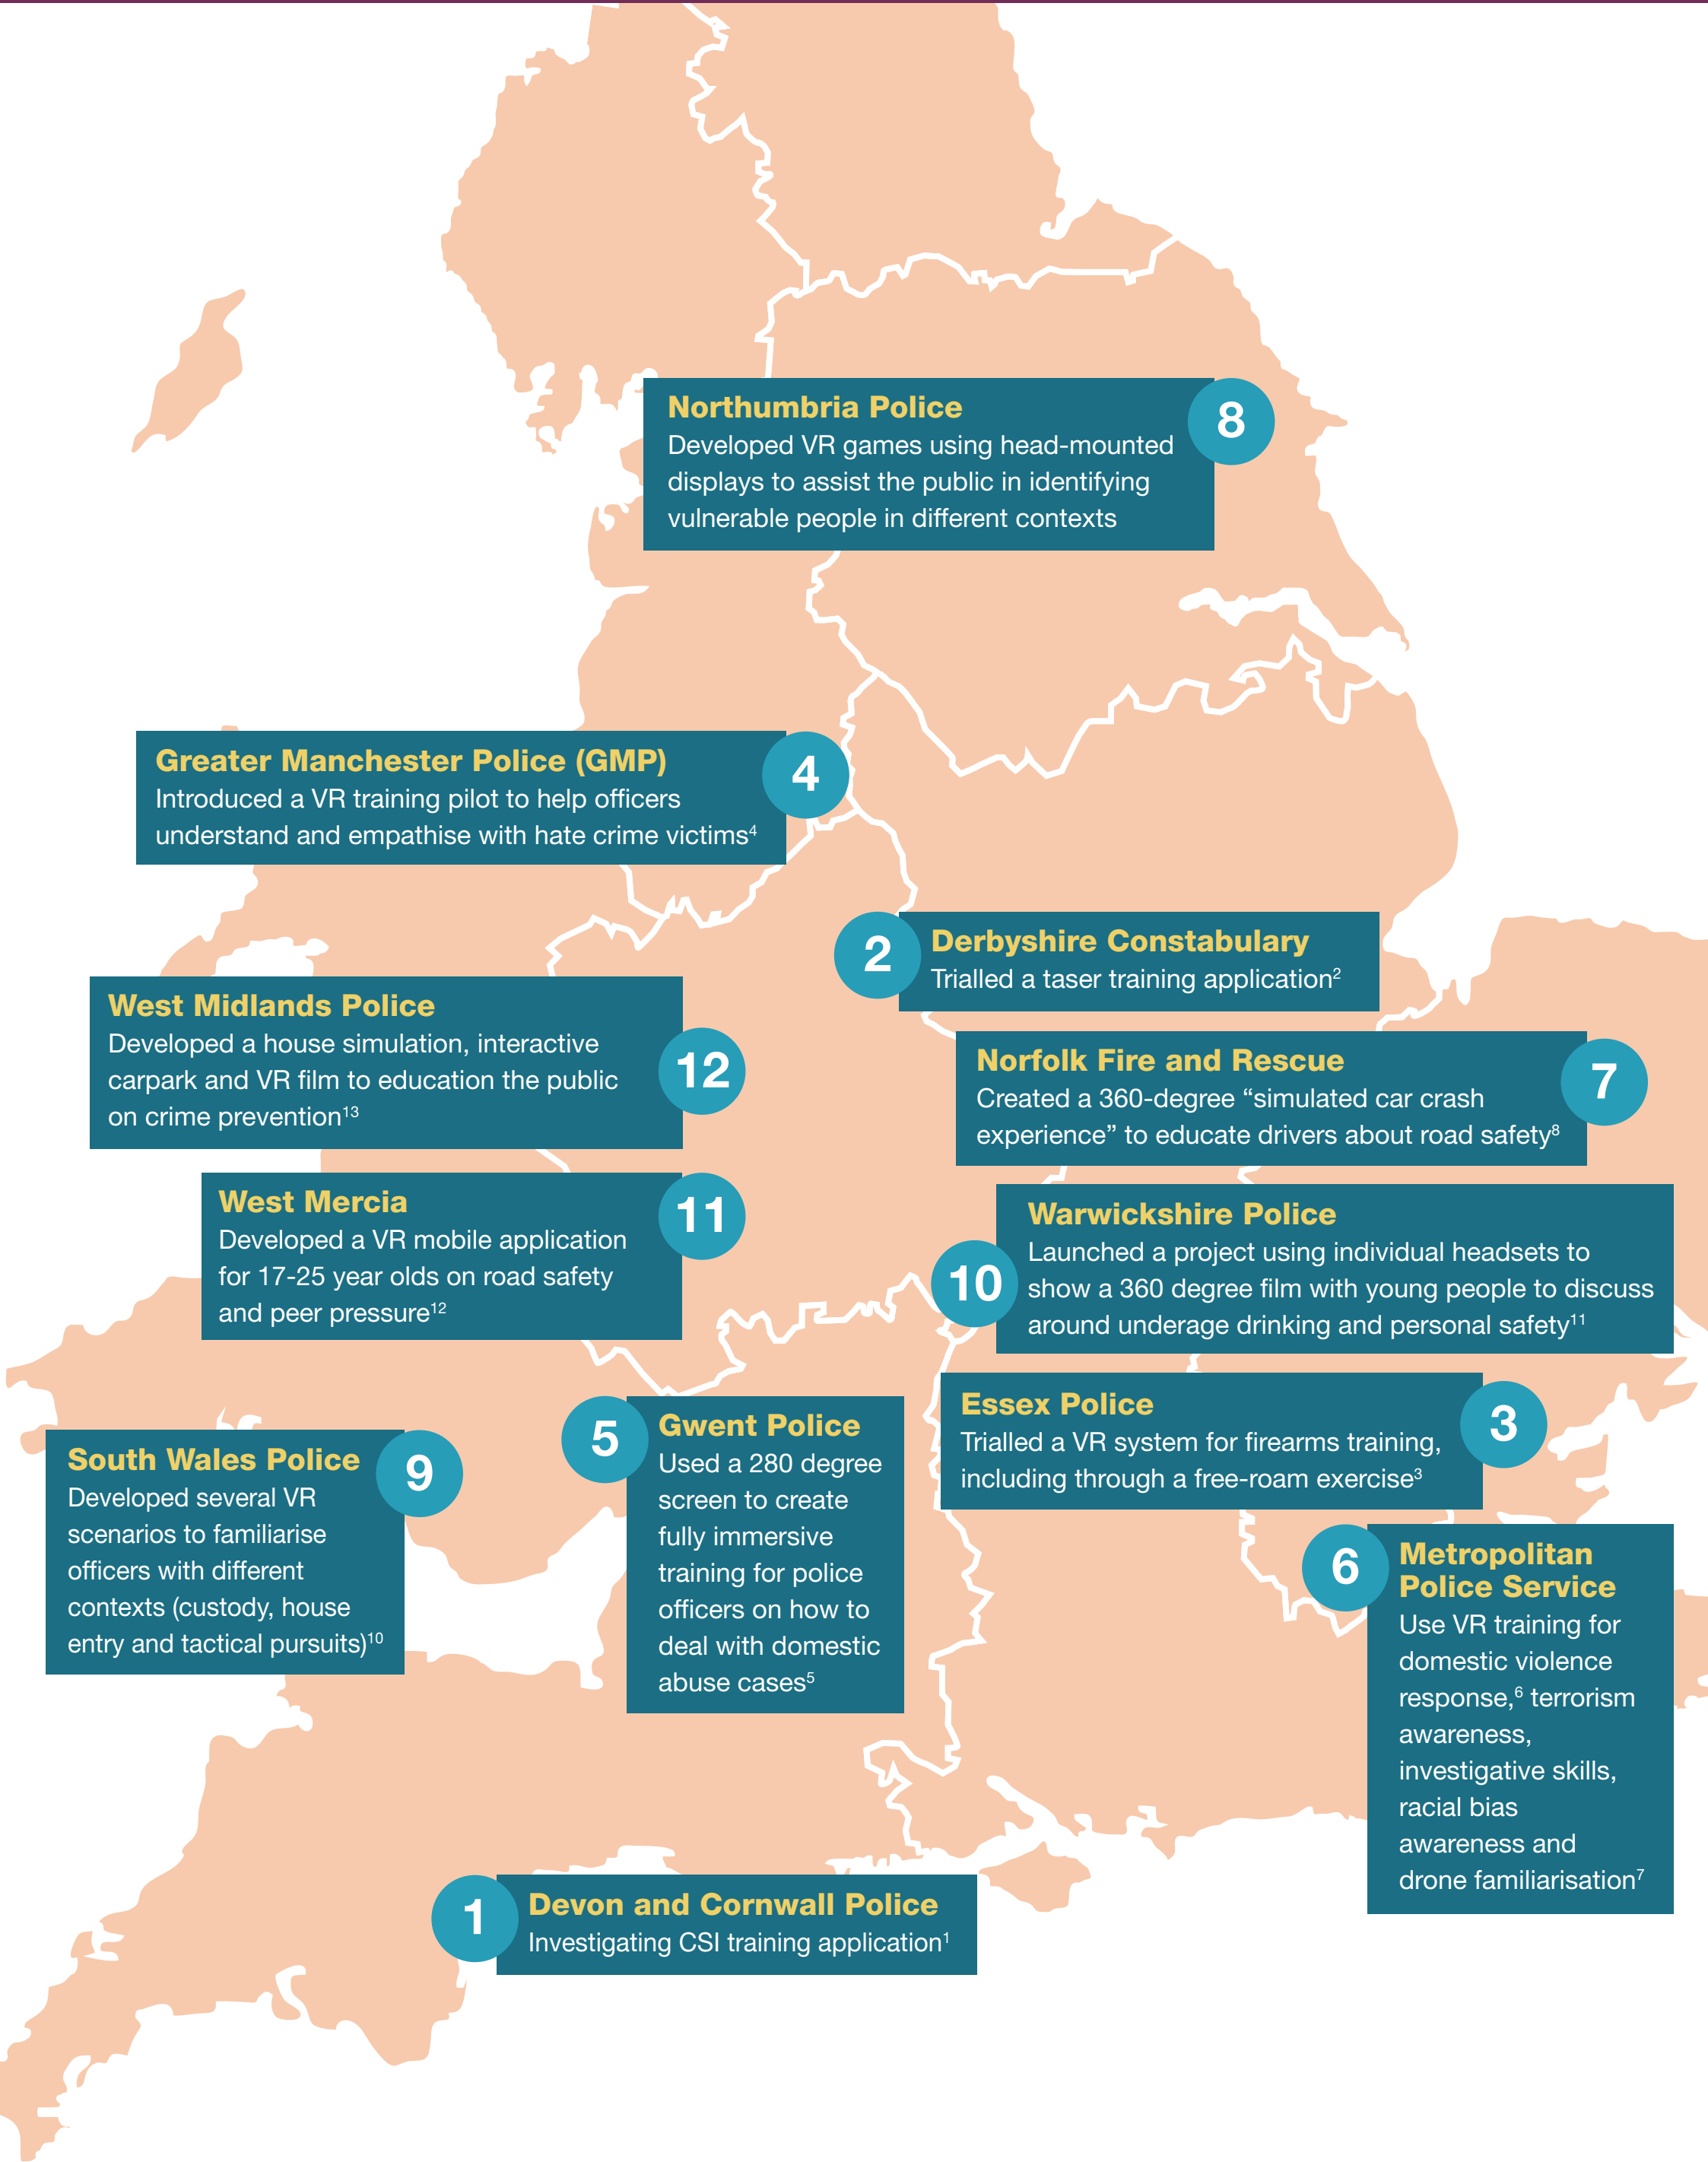 Northumbria Police
8
Developed VR games using head-mounted
displays to assist the public in identifying
vulnerable people in different contexts
Greater Manchester Police (GMP)
4
Introduced a VR training pilot to help officers
understand and empathise with hate crime victims4
2
Derbyshire Constabulary
Trialled a taser training application2
West Midlands Police
Developed a house simulation, interactive
carpark and VR film to education the public
on crime prevention13
12
Norfolk Fire and Rescue
Created a 360-degree “simulated car crash
experience” to educate drivers about road safety8
7
West Mercia
Developed a VR mobile application
for 17-25 year olds on road safety
and peer pressure12
11
Warwickshire Police
10
Launched a project using individual headsets to
show a 360 degree film with young people to discuss
around underage drinking and personal safety11
Essex Police
Trialled a VR system for firearms training,
including through a free-roam exercise3
3
5
Gwent Police
Used a 280 degree
screen to create
fully immersive
training for police
officers on how to
deal with domestic
abuse cases5
South Wales Police
9
Developed several VR
scenarios to familiarise
officers with different
contexts (custody, house
entry and tactical pursuits)10
6
Metropolitan
Police Service
Use VR training for
domestic violence
response,6 terrorism
awareness,
investigative skills,
racial bias
awareness and
drone familiarisation7
1
Devon and Cornwall Police
Investigating CSI training application1